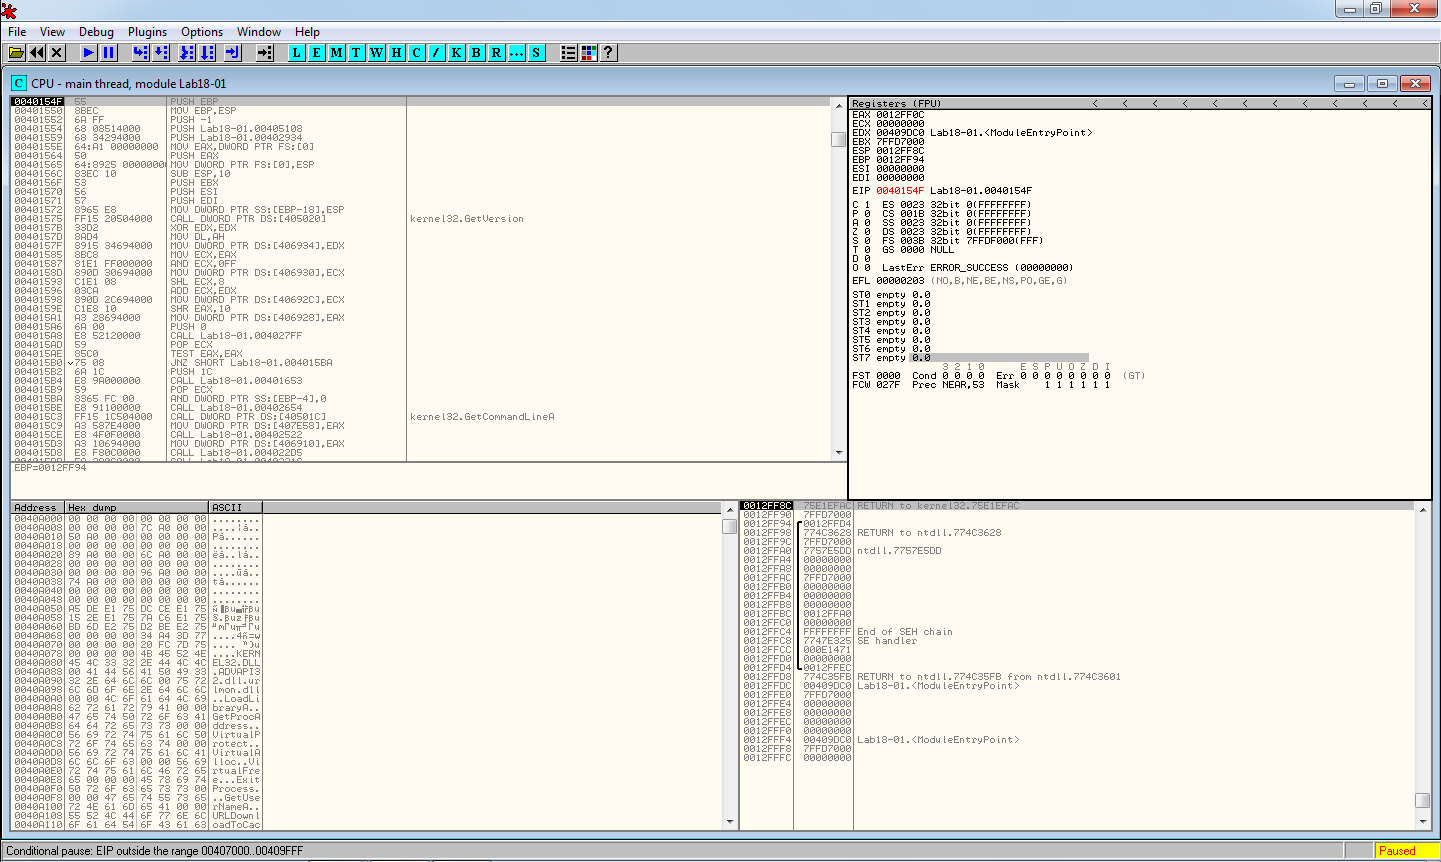 File View Debug Plugins Options Window Help
L E M T W H C / K B R ... S ?
C CPU - main thread, module Lab18-01
0040154F 55 PUSH EBP
00401550 8BEC MOV EBP,ESP
00401552 6A FF PUSH -1
00401554 68 08514000 PUSH Lab18-01.00405108
00401559 68 34294000 PUSH Lab18-01.00402934
0040155E 64:A1 00000000 MOV EAX,DWORD PTR FS:[0]
00401564 50 PUSH EAX
00401565 64:8925 0000000 MOV DWORD PTR FS:[0],ESP
0040156C 83EC 10 SUB ESP,10
0040156F 53 PUSH EBX
00401570 56 PUSH ESI
00401571 57 PUSH EDI
00401572 8965 E8 MOV DWORD PTR SS:[EBP-18],ESP
00401575 FF15 20504000 CALL DWORD PTR DS:[405020] kernel32.GetVersion
0040157B 33D2 XOR EDX,EDX
0040157D 8AD4 MOV DL,AH
0040157F 8915 34694000 MOV DWORD PTR DS:[406934],EDX
00401585 8BC8 MOV ECX,EAX
00401587 81E1 FF000000 AND ECX,0FF
0040158D 890D 30694000 MOV DWORD PTR DS:[406930],ECX
00401593 C1E1 08 SHL ECX,8
00401596 03CA ADD ECX,EDX
00401598 890D 2C694000 MOV DWORD PTR DS:[40692C],ECX
0040159E C1E8 10 SHR EAX,10
004015A1 A3 28694000 MOV DWORD PTR DS:[406928],EAX
004015A6 6A 00 PUSH 0
004015A8 E8 52120000 CALL Lab18-01.004027FF
004015AD 59 POP ECX
004015AE 85C0 TEST EAX,EAX
004015B0 75 08 JNZ SHORT Lab18-01.004015BA
004015B2 6A 1C PUSH 1C
004015B4 E8 9A000000 CALL Lab18-01.00401653
004015B9 59 POP ECX
004015BA 8365 FC 00 AND DWORD PTR SS:[EBP-4],0
004015BE E8 91100000 CALL Lab18-01.00402654
004015C3 FF15 1C504000 CALL DWORD PTR DS:[40501C] kernel32.GetCommandLineA
004015C9 A3 587E4000 MOV DWORD PTR DS:[407E58],EAX
004015CE E8 4F0F0000 CALL Lab18-01.00402522
004015D3 A3 10694000 MOV DWORD PTR DS:[406910],EAX
004015D8 E8 F80C0000 CALL Lab18-01.004022D5
EBP=0012FF94
Registers (FPU) < < < < < < < < < < < <
EAX 0012FF0C
ECX 00000000
EDX 00409DC0 Lab18-01.<ModuleEntryPoint>
EBX 7FFD7000
ESP 0012FF8C
EBP 0012FF94
ESI 00000000
EDI 00000000
EIP 0040154F Lab18-01.0040154F
C 1 ES 0023 32bit 0(FFFFFFFF)
P 0 CS 001B 32bit 0(FFFFFFFF)
A 0 SS 0023 32bit 0(FFFFFFFF)
Z 0 DS 0023 32bit 0(FFFFFFFF)
S 0 FS 003B 32bit 7FFDF000(FFF)
T 0 GS 0000 NULL
D 0
O 0 LastErr ERROR_SUCCESS (00000000)
EFL 00000203 (NO,B,NE,BE,NS,PO,GE,G)
ST0 empty 0.0
ST1 empty 0.0
ST2 empty 0.0
ST3 empty 0.0
ST4 empty 0.0
ST5 empty 0.0
ST6 empty 0.0
ST7 empty 0.0
3 2 1 0 E S P U O Z D I
FST 0000 Cond 0 0 0 0 Err 0 0 0 0 0 0 0 0 (GT)
FCW 027F Prec NEAR,53 Mask 1 1 1 1 1 1
Address Hex dump ASCII
0040A000 00 00 00 00 00 00 00 00 ........
0040A008 00 00 00 00 7C A0 00 00 ....|á..
0040A010 50 A0 00 00 00 00 00 00 Pá......
0040A018 00 00 00 00 00 00 00 00 ........
0040A020 89 A0 00 00 6C A0 00 00 ëá..lá..
0040A028 00 00 00 00 00 00 00 00 ........
0040A030 00 00 00 00 96 A0 00 00 ....ûá..
0040A038 74 A0 00 00 00 00 00 00 tá......
0040A040 00 00 00 00 00 00 00 00 ........
0040A048 00 00 00 00 00 00 00 00 ........
0040A050 A5 DE E1 75 DC CE E1 75
0040A058 15 2E E1 75 7A C6 E1 75
0040A060 BD 6D E2 75 D2 BE E2 75
0040A068 00 00 00 00 34 A4 3D 77 ....4ñ=w
0040A070 00 00 00 00 20 FC 7D 75
0040A078 00 00 00 00 4B 45 52 4E ....KERN
0040A080 45 4C 33 32 2E 44 4C 4C EL32.DLL
0040A088 00 41 44 56 41 50 49 33 .ADVAPI3
0040A090 32 2E 64 6C 6C 00 75 72 2.dll.ur
0040A098 6C 6D 6F 6E 2E 64 6C 6C lmon.dll
0040A0A0 00 00 4C 6F 61 64 4C 69 ..LoadLi
0040A0A8 62 72 61 72 79 41 00 00 braryA..
0040A0B0 47 65 74 50 72 6F 63 41 GetProcA
0040A0B8 64 64 72 65 73 73 00 00 ddress..
0040A0C0 56 69 72 74 75 61 6C 50 VirtualP
0040A0C8 72 6F 74 65 63 74 00 00 rotect..
0040A0D0 56 69 72 74 75 61 6C 41 VirtualA
0040A0D8 6C 6C 6F 63 00 00 56 69 lloc..Vi
0040A0E0 72 74 75 61 6C 46 72 65 rtualFre
0040A0E8 65 00 00 00 45 78 69 74 e...Exit
0040A0F0 50 72 6F 63 65 73 73 00 Process.
0040A0F8 00 00 47 65 74 55 73 65 ..GetUse
0040A100 72 4E 61 6D 65 41 00 00 rNameA..
0040A108 55 52 4C 44 6F 77 6E 6C URLDownl
0040A110 6F 61 64 54 6F 43 61 63 oadToCac
0012FF8C 75E1EFAC RETURN to kernel32.75E1EFAC
0012FF90 7FFD7000
0012FF94 0012FFD4
0012FF98 774C3628 RETURN to ntdll.774C3628
0012FF9C 7FFD7000
0012FFA0 7757E5DD ntdll.7757E5DD
0012FFA4 00000000
0012FFA8 00000000
0012FFAC 7FFD7000
0012FFB0 00000000
0012FFB4 00000000
0012FFB8 00000000
0012FFBC 0012FFA0
0012FFC0 00000000
0012FFC4 FFFFFFFF End of SEH chain
0012FFC8 7747E325 SE handler
0012FFCC 000E1471
0012FFD0 00000000
0012FFD4 0012FFEC
0012FFD8 774C35FB RETURN to ntdll.774C35FB from ntdll.774C3601
0012FFDC 00409DC0 Lab18-01.<ModuleEntryPoint>
0012FFE0 7FFD7000
0012FFE4 00000000
0012FFE8 00000000
0012FFEC 00000000
0012FFF0 00000000
0012FFF4 00409DC0 Lab18-01.<ModuleEntryPoint>
0012FFF8 7FFD7000
0012FFFC 00000000
Conditional pause: EIP outside the range 00407000..00409FFF
Paused